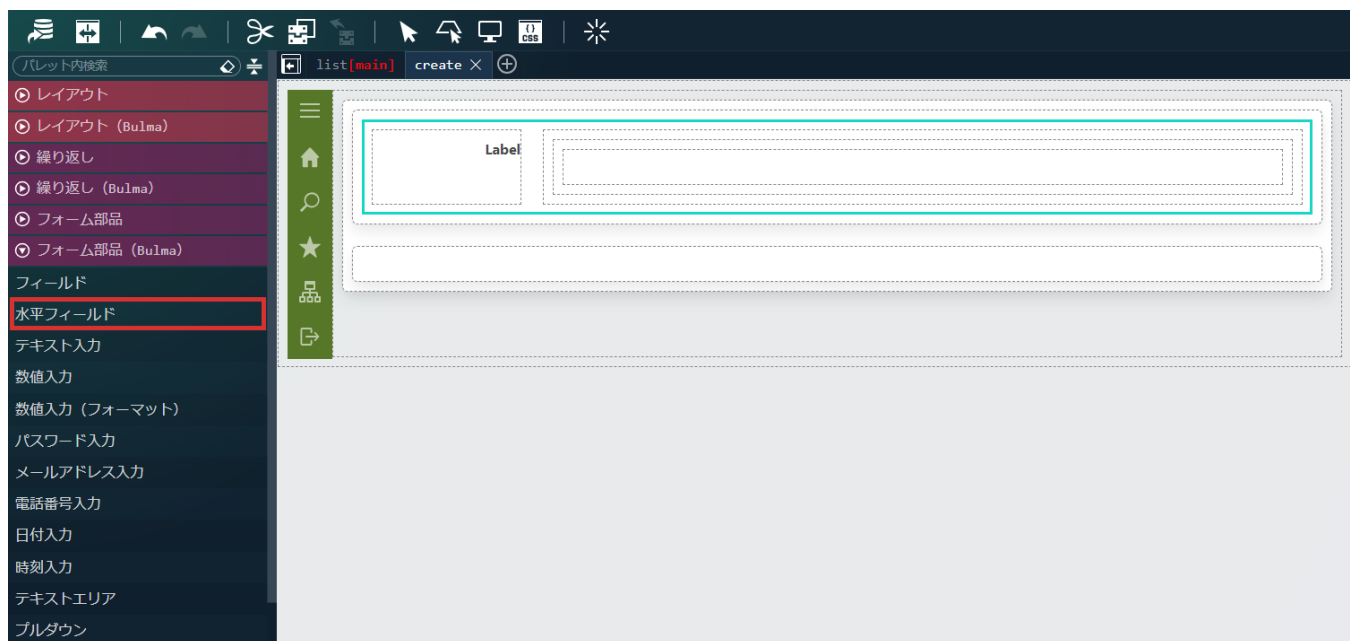 {} CSS
パレット内検索
list[main] create
レイアウト
レイアウト (Bulma)
繰り返し
繰り返し (Bulma)
フォーム部品
フォーム部品 (Bulma)
フィールド
水平フィールド
テキスト入力
数値入力
数値入力 (フォーマット)
パスワード入力
メールアドレス入力
電話番号入力
日付入力
時刻入力
テキストエリア
プルダウン
Label